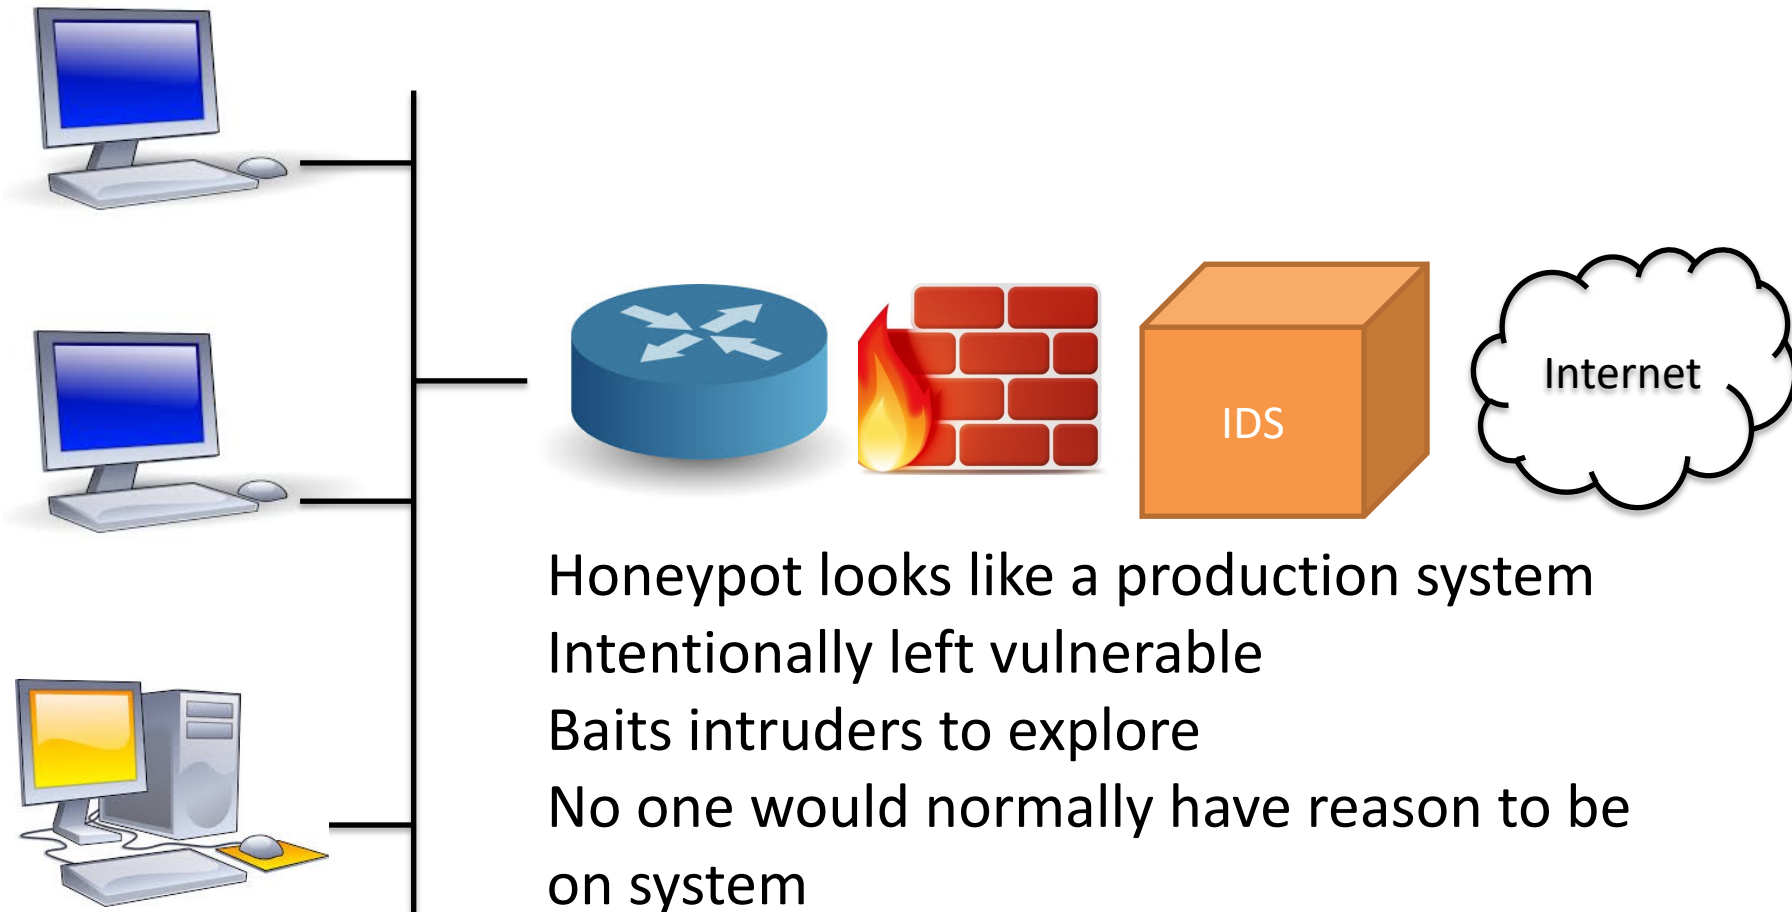 Internet
IDS
Honeypot looks like a production system
Intentionally left vulnerable
Baits intruders to explore
No one would normally have reason to be
on system